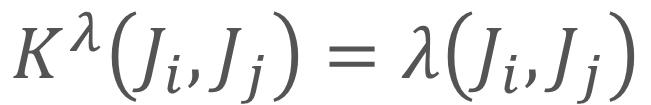 K^λ(J_i, J_j) = λ(J_i, J_j)